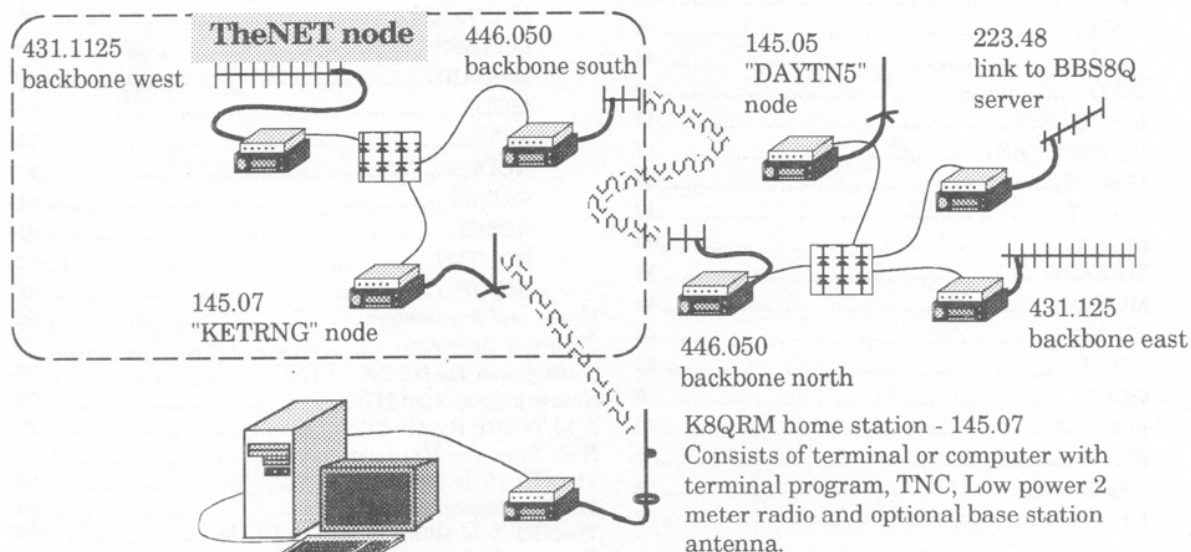 TheNET node
431.1125
backbone west
446.050
backbone south
145.05
"DAYTN5"
node
223.48
link to BBS8Q
server
145.07
"KETRNG" node
446.050
backbone north
431.125
backbone east
K8QRM home station - 145.07
Consists of terminal or computer with
terminal program, TNC, Low power 2
meter radio and optional base station
antenna.